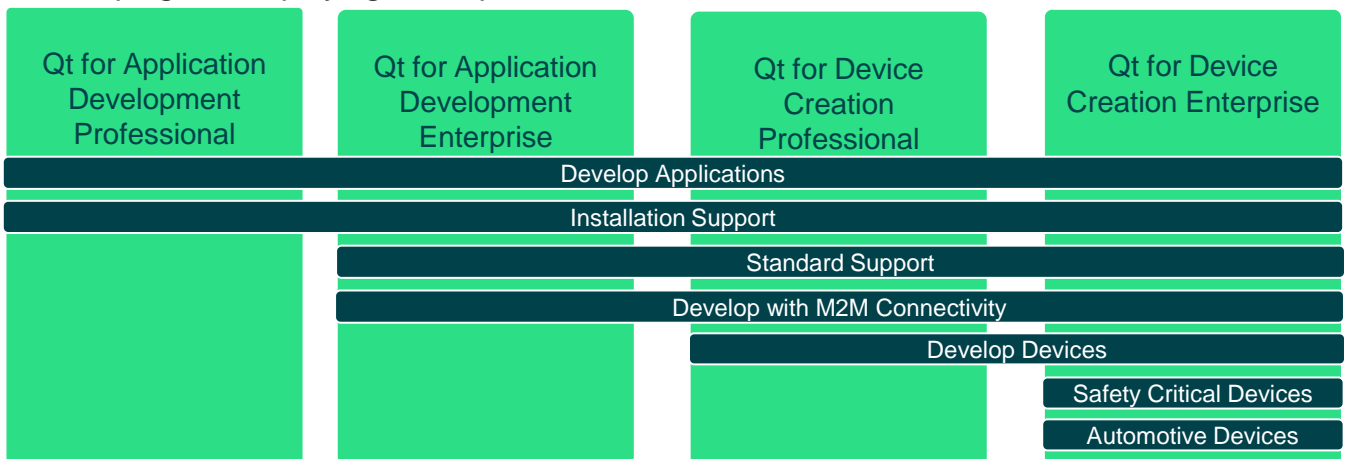 Qt for Application
Development
Professional
Qt for Application
Development
Enterprise
Qt for Device
Creation
Professional
Qt for Device
Creation Enterprise
Develop Applications
Installation Support
Standard Support
Develop with M2M Connectivity
Develop Devices
Safety Critical Devices
Automotive Devices